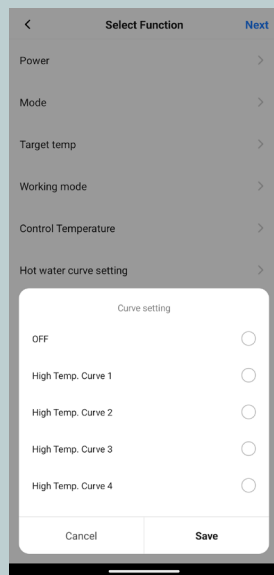 Select Function
Next
Power
Mode
Target temp
Working mode
Control Temperature
Hot water curve setting
Curve setting
OFF
High Temp. Curve 1
High Temp. Curve 2
High Temp. Curve 3
High Temp. Curve 4
Cancel
Save